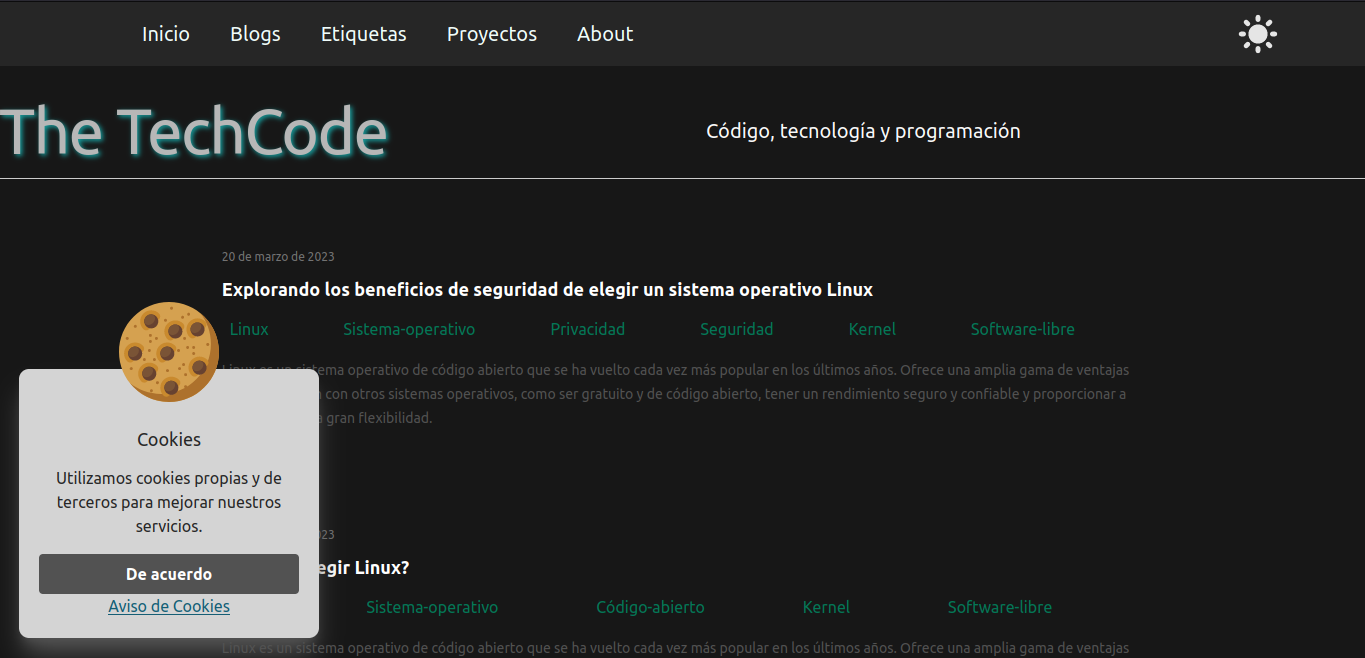 Inicio Blogs Etiquetas Proyectos About
The TechCode
Código, tecnología y programación
20 de marzo de 2023
Explorando los beneficios de seguridad de elegir un sistema operativo Linux
Linux Sistema-operativo Privacidad Seguridad Kernel Software-libre
Linux es un sistema operativo de código abierto que se ha vuelto cada vez más popular en los últimos años. Ofrece una amplia gama de ventajas
con otros sistemas operativos, como ser gratuito y de código abierto, tener un rendimiento seguro y confiable y proporcionar a
gran flexibilidad.
Cookies
Utilizamos cookies propias y de
terceros para mejorar nuestros
servicios.
De acuerdo
Aviso de Cookies
23
egir Linux?
Sistema-operativo Código-abierto Kernel Software-libre
Linux es un sistema operativo de código abierto que se ha vuelto cada vez más popular en los últimos años. Ofrece una amplia gama de ventajas